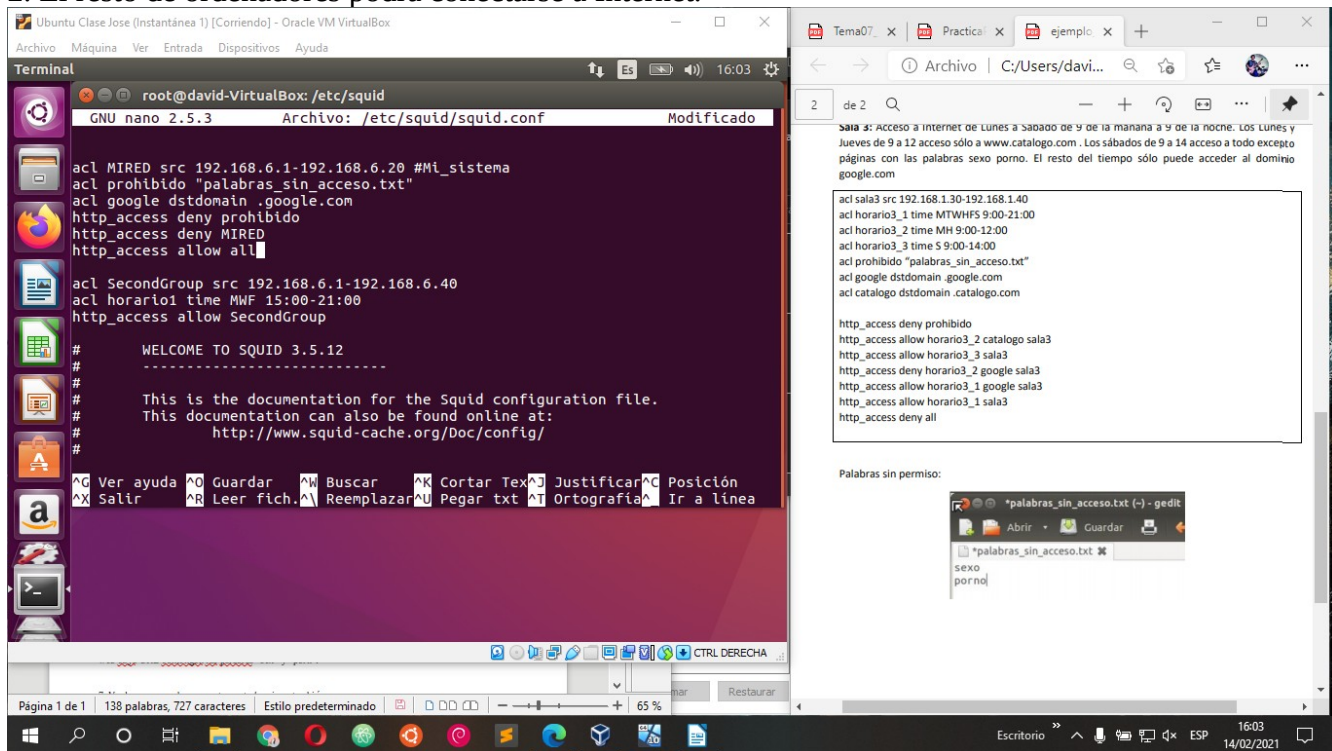 2. El resto de ordenadores podrá conectarse a Internet.
Ubuntu Clase Jose (Instantánea 1) [Corriendo] - Oracle VM VirtualBox
Archivo Máquina Ver Entrada Dispositivos Ayuda
Terminal
Es
16:03
root@david-VirtualBox: /etc/squid
GNU nano 2.5.3 Archivo: /etc/squid/squid.conf Modificado
acl MIRED src 192.168.6.1-192.168.6.20 #Mi_sistema
acl prohibido "palabras_sin_acceso.txt"
acl google dstdomain .google.com
http_access deny prohibido
http_access deny MIRED
http_access allow all
acl SecondGroup src 192.168.6.1-192.168.6.40
acl horario1 time MWF 15:00-21:00
http_access allow SecondGroup
# WELCOME TO SQUID 3.5.12
# ----------------------------
#
# This is the documentation for the Squid configuration file.
# This documentation can also be found online at:
# http://www.squid-cache.org/Doc/config/
#
^G Ver ayuda ^O Guardar ^W Buscar ^K Cortar Tex ^J Justificar ^C Posición
^X Salir ^R Leer fich. ^\ Reemplazar ^U Pegar txt ^T Ortografía ^_ Ir a línea
CTRL DERECHA
Restaurar
Página 1 de 1 138 palabras, 727 caracteres Estilo predeterminado 65 %
Tema07_
Practica
ejemplo
Archivo C:/Users/davi...
2 de 2
Sala 3: Acceso a Internet de Lunes a Sábado de 9 de la mañana a 9 de la noche. Los Lunes y
Jueves de 9 a 12 acceso sólo a www.catalogo.com . Los sábados de 9 a 14 acceso a todo excepto
páginas con las palabras sexo porno. El resto del tiempo sólo puede acceder al dominio
google.com
acl sala3 src 192.168.1.30-192.168.1.40
acl horario3_1 time MTWHFS 9:00-21:00
acl horario3_2 time MH 9:00-12:00
acl horario3_3 time S 9:00-14:00
acl prohibido “palabras_sin_acceso.txt”
acl google dstdomain .google.com
acl catalogo dstdomain .catalogo.com
http_access deny prohibido
http_access allow horario3_2 catalogo sala3
http_access allow horario3_3 sala3
http_access deny horario3_2 google sala3
http_access allow horario3_1 google sala3
http_access allow horario3_1 sala3
http_access deny all
Palabras sin permiso:
*palabras_sin_acceso.txt (~) - gedit
Abrir Guardar
*palabras_sin_acceso.txt
sexo
porno
Escritorio
ESP
16:03
14/02/2021